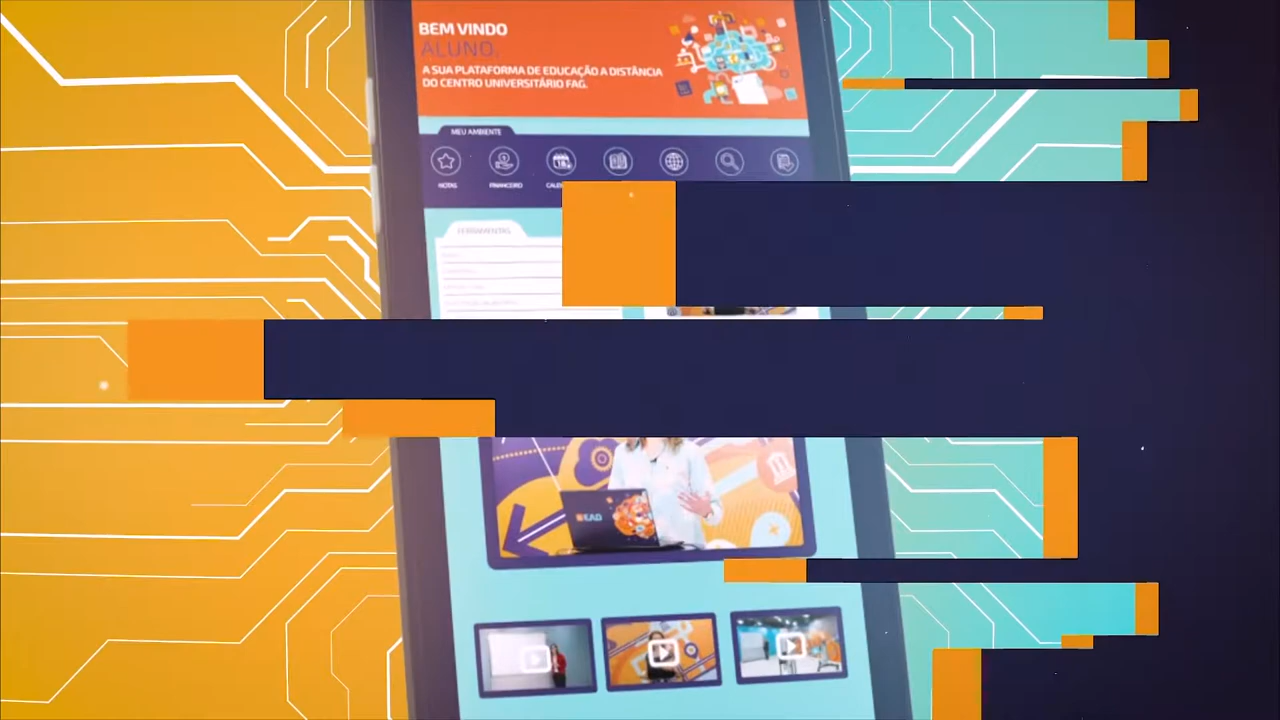 BEM VINDO
ALUNO.
A SUA PLATAFORMA DE EDUCAÇÃO A DISTÂNCIA
DO CENTRO UNIVERSITÁRIO FAG.
MEU AMBIENTE
NOTAS
FINANCEIRO
FERRAMENTAS
EAD